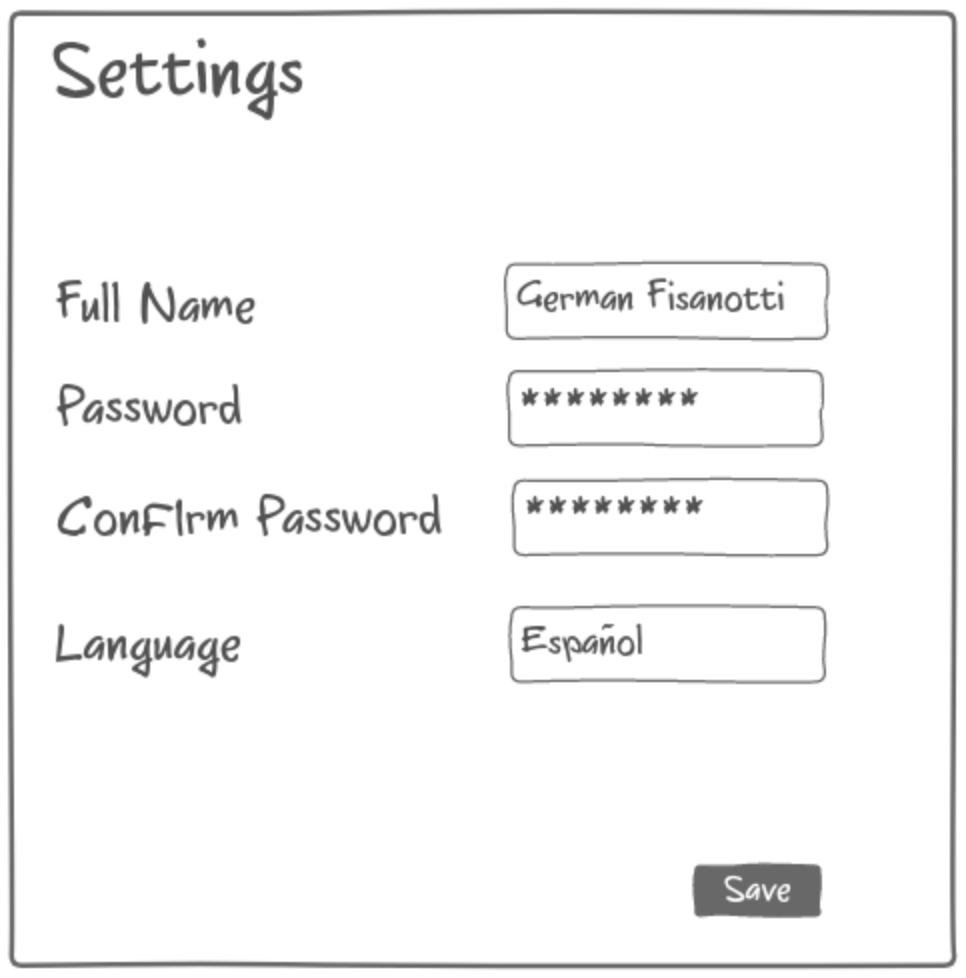 Settings
Full Name German Fisanotti
Password ********
ConFIrm Password ********
Language Español
Save